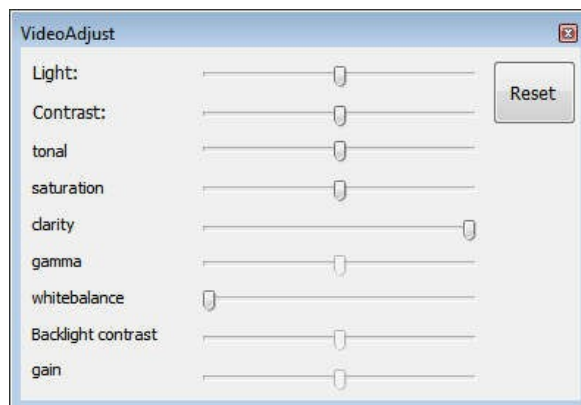 VideoAdjust
Light:
Reset
Contrast:
tonal
saturation
clarity
gamma
whitebalance
Backlight contrast
gain